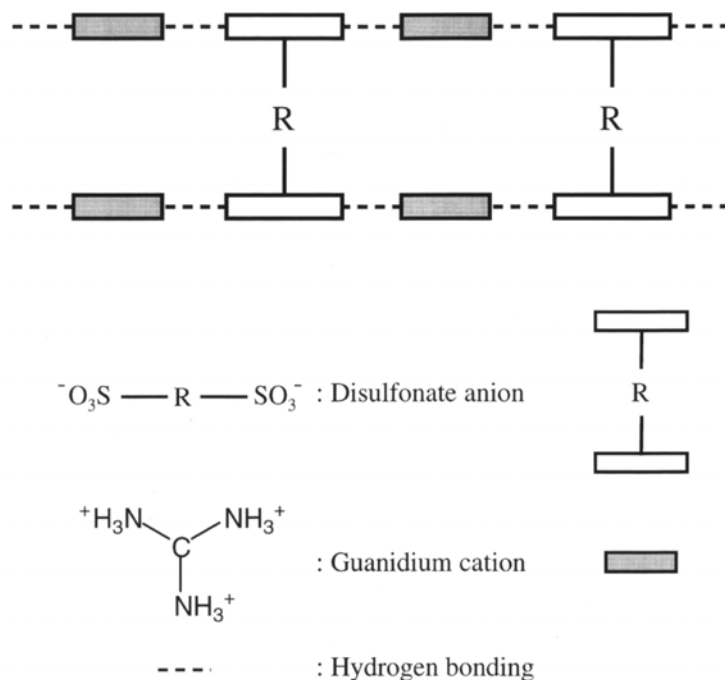 R R
⁻O₃S — R — SO₃⁻ : Disulfonate anion R
⁺H₃N NH₃⁺
C
: Guanidium cation
NH₃⁺
: Hydrogen bonding